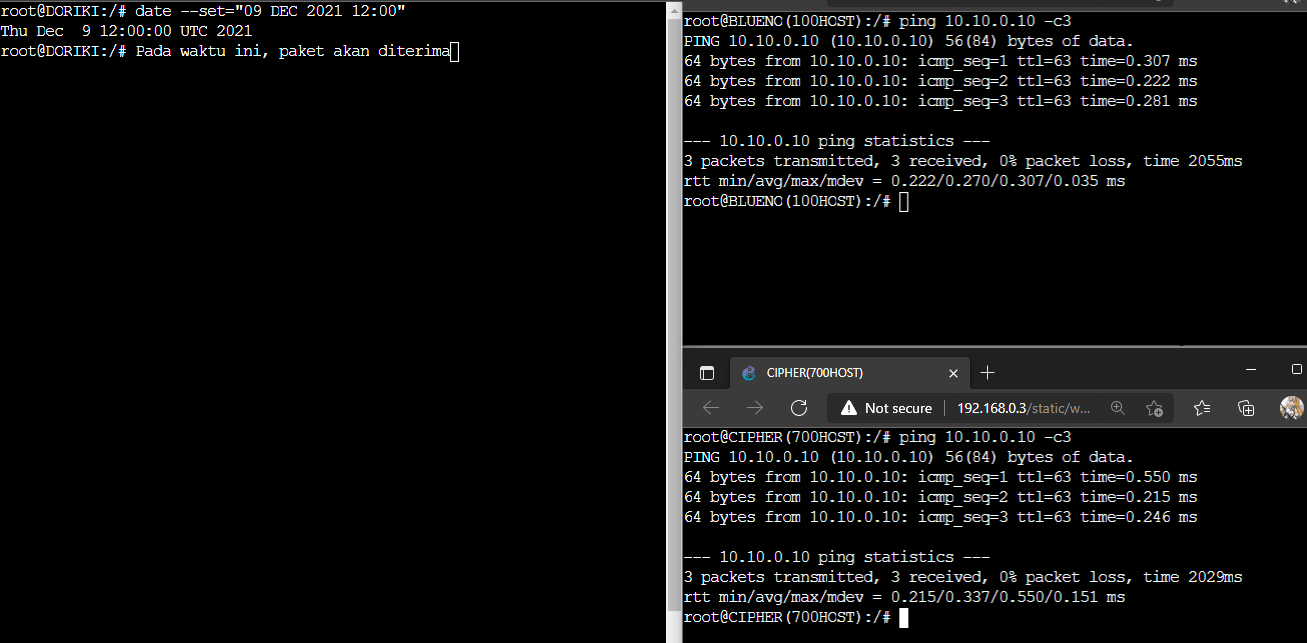 root@DORIKI:/# date --set="09 DEC 2021 12:00"
Thu Dec  9 12:00:00 UTC 2021
root@DORIKI:/# Pada waktu ini, paket akan diterima
root@BLUENO(100HOST):/# ping 10.10.0.10 -c3
PING 10.10.0.10 (10.10.0.10) 56(84) bytes of data.
64 bytes from 10.10.0.10: icmp_seq=1 ttl=63 time=0.307 ms
64 bytes from 10.10.0.10: icmp_seq=2 ttl=63 time=0.222 ms
64 bytes from 10.10.0.10: icmp_seq=3 ttl=63 time=0.281 ms
--- 10.10.0.10 ping statistics ---
3 packets transmitted, 3 received, 0% packet loss, time 2055ms
rtt min/avg/max/mdev = 0.222/0.270/0.307/0.035 ms
root@BLUENO(100HOST):/#
CIPHER(700HOST)
Not secure | 192.168.0.3/static/w...
root@CIPHER(700HOST):/# ping 10.10.0.10 -c3
PING 10.10.0.10 (10.10.0.10) 56(84) bytes of data.
64 bytes from 10.10.0.10: icmp_seq=1 ttl=63 time=0.550 ms
64 bytes from 10.10.0.10: icmp_seq=2 ttl=63 time=0.215 ms
64 bytes from 10.10.0.10: icmp_seq=3 ttl=63 time=0.246 ms
--- 10.10.0.10 ping statistics ---
3 packets transmitted, 3 received, 0% packet loss, time 2029ms
rtt min/avg/max/mdev = 0.215/0.337/0.550/0.151 ms
root@CIPHER(700HOST):/#